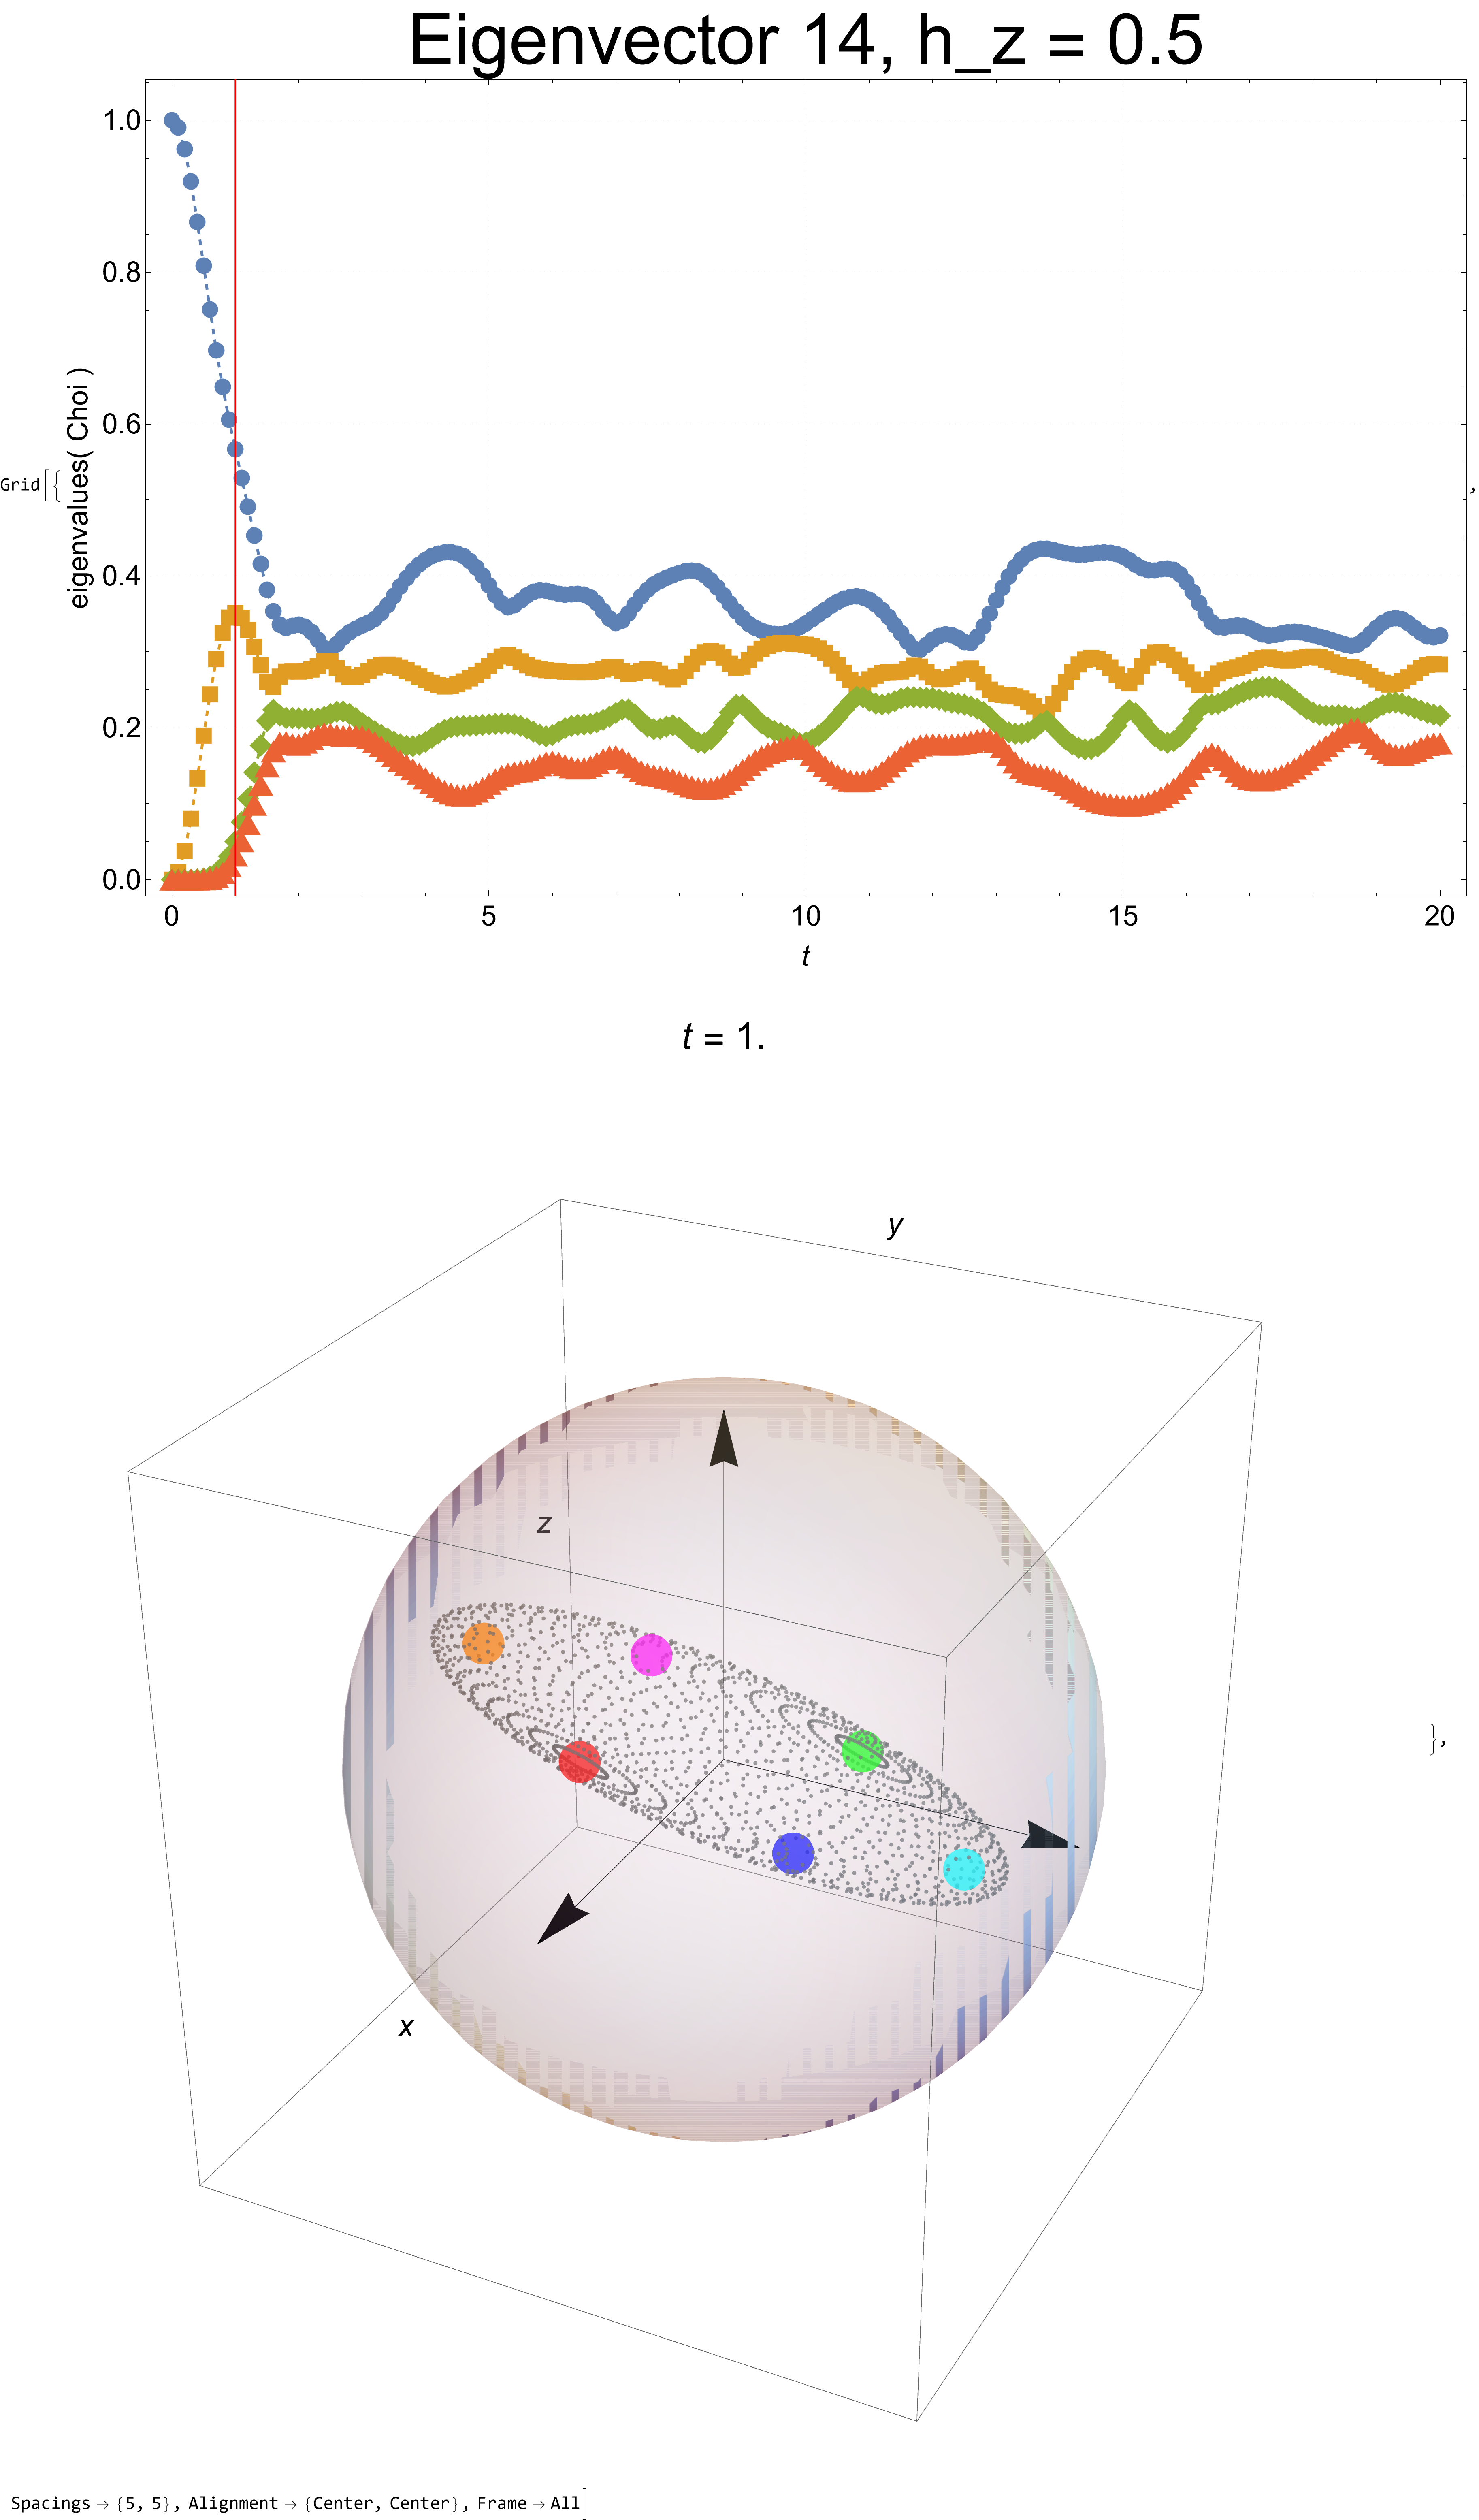 Eigenvector 14, h_z = 0.5
1.0
0.8
0.6
0.4
0.2
0.0
eigenvalues( Choi )
Grid[{
,
0 5 10 15 20
t
t = 1.
y
z
x
},
Spacings → {5, 5}, Alignment → {Center, Center}, Frame → All]